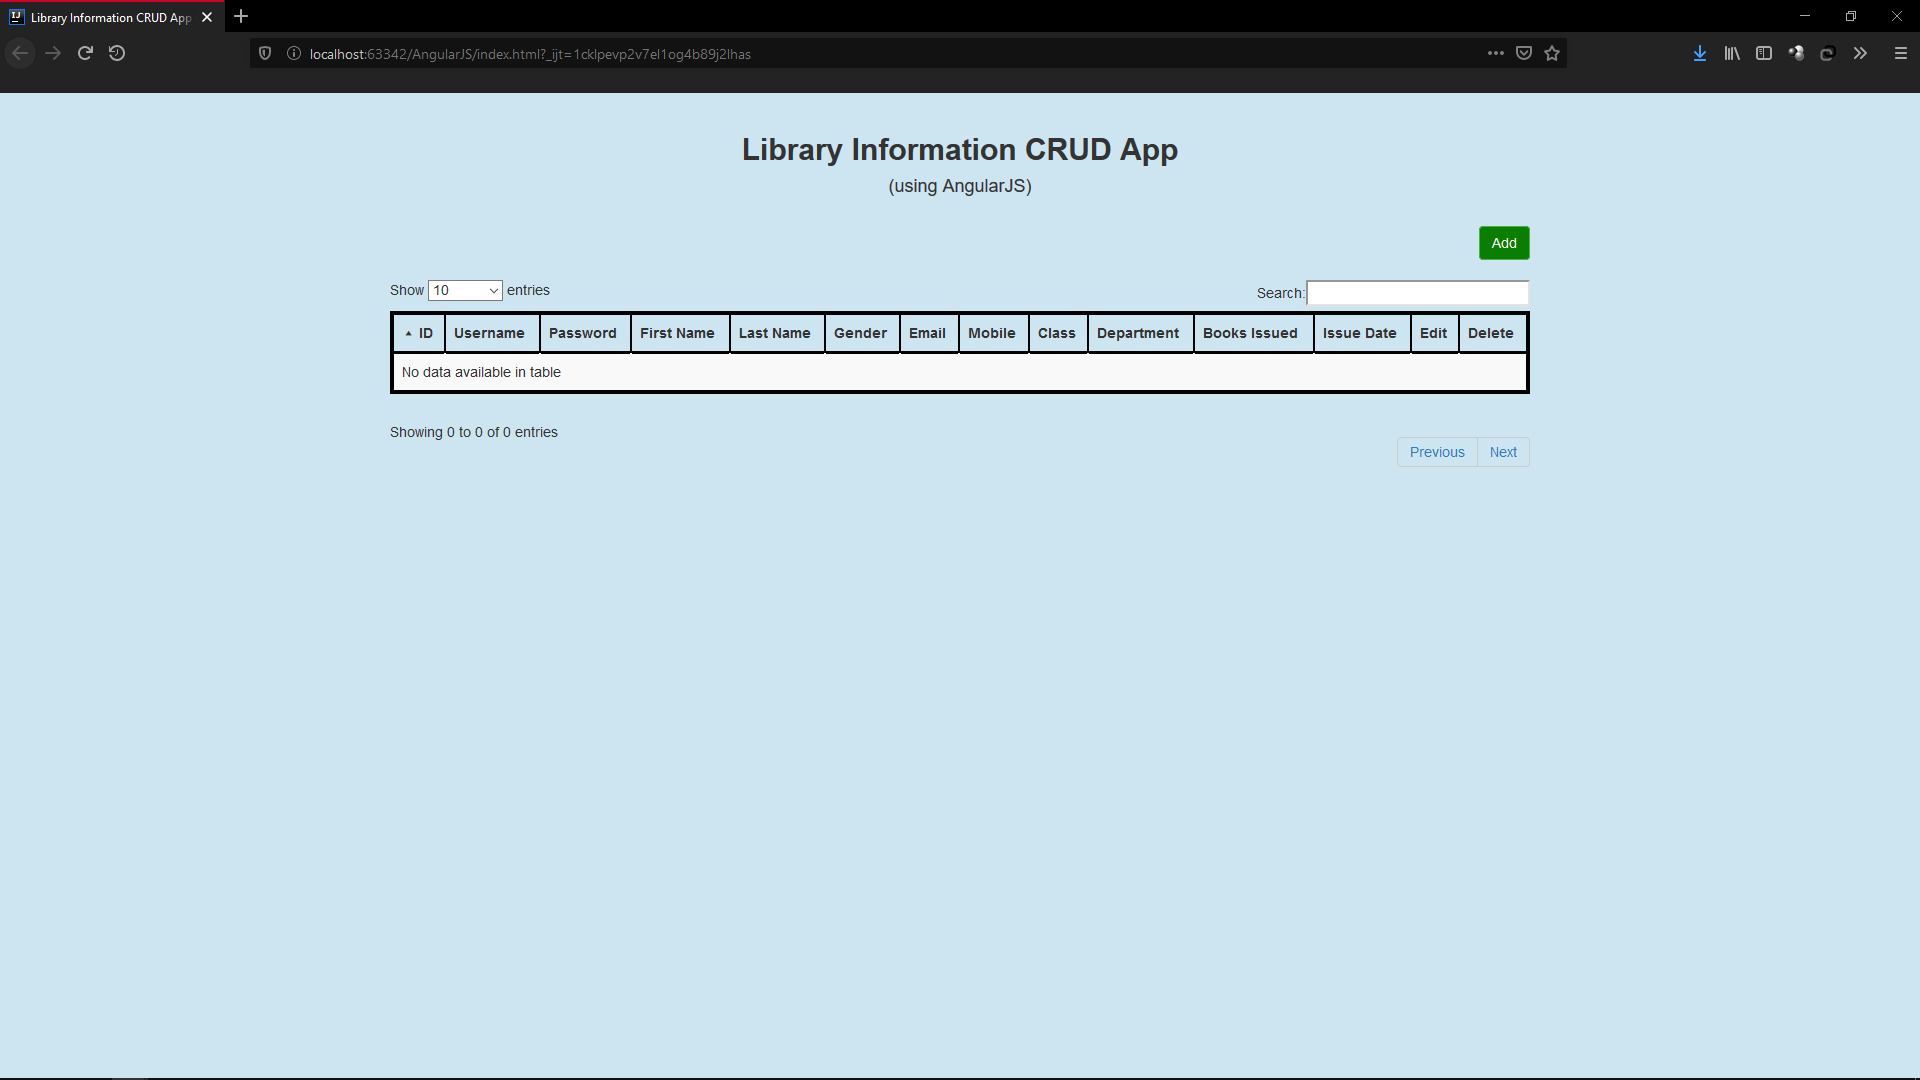 Library Information CRUD App
localhost:63342/AngularJS/index.html?_ijt=1cklpevp2v7el1og4b89j2lhas
Library Information CRUD App
(using AngularJS)
Add
Show 10 entries
Search:
ID Username Password First Name Last Name Gender Email Mobile Class Department Books Issued Issue Date Edit Delete
No data available in table
Showing 0 to 0 of 0 entries
Previous Next